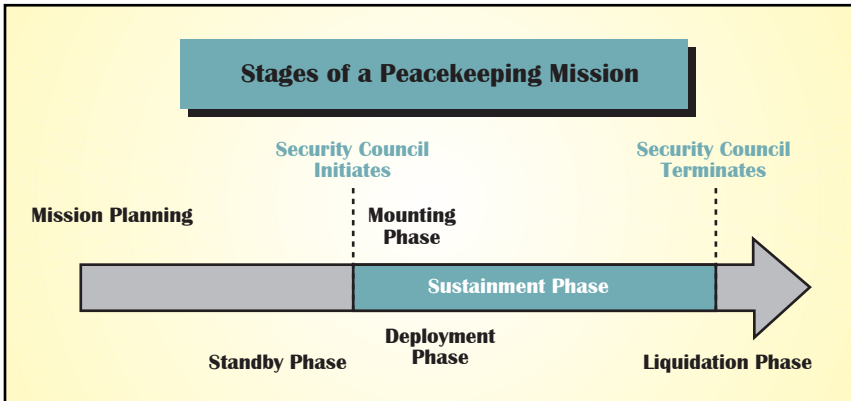 Stages of a Peacekeeping Mission
Security Council
Initiates
Security Council
Terminates
Mission Planning
Mounting
Phase
Sustainment Phase
Standby Phase
Deployment
Phase
Liquidation Phase